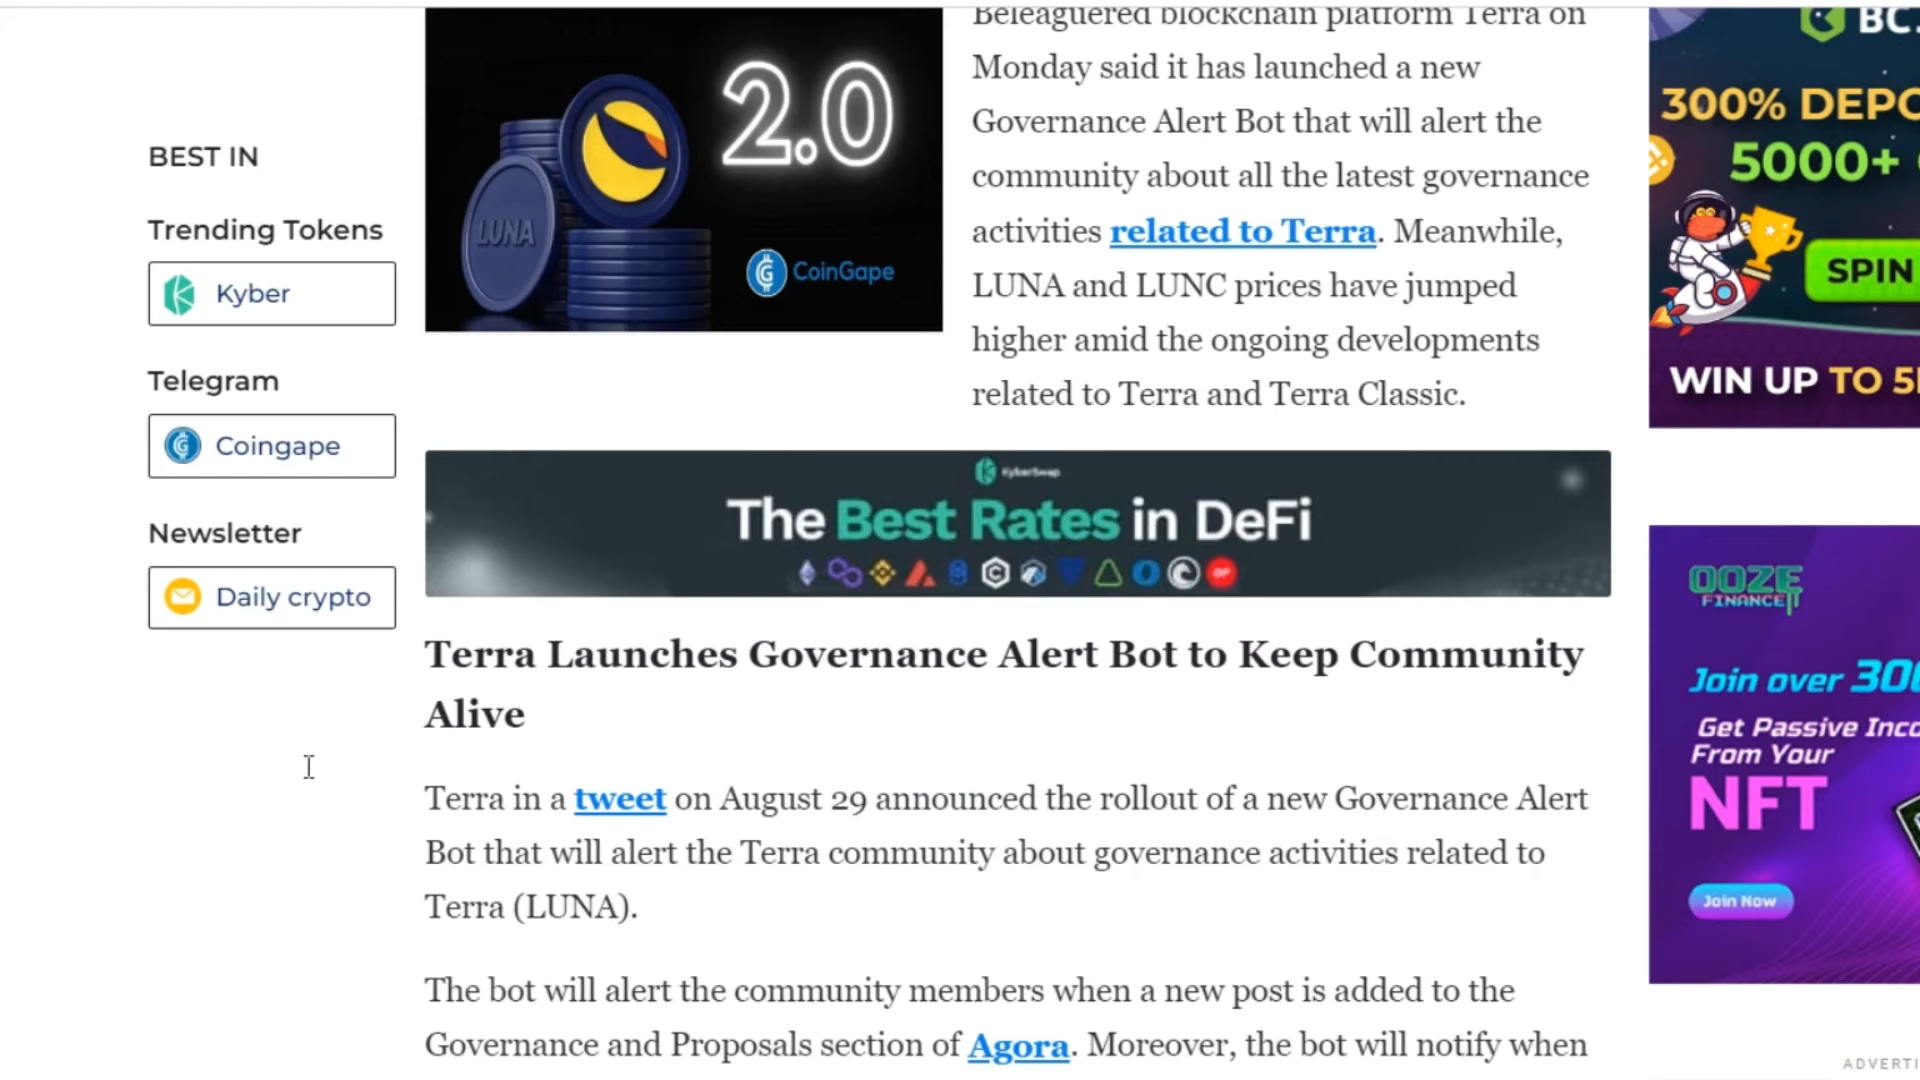 BEST IN
Trending Tokens
Kyber
Telegram
Coingape
Newsletter
Daily crypto
2.0
LUNA
CoinGape
Beleaguered blockchain platform Terra on
Monday said it has launched a new
Governance Alert Bot that will alert the
community about all the latest governance
activities related to Terra. Meanwhile,
LUNA and LUNC prices have jumped
higher amid the ongoing developments
related to Terra and Terra Classic.
KyberSwap
The Best Rates in DeFi
OP
Terra Launches Governance Alert Bot to Keep Community
Alive
Terra in a tweet on August 29 announced the rollout of a new Governance Alert
Bot that will alert the Terra community about governance activities related to
Terra (LUNA).
The bot will alert the community members when a new post is added to the
Governance and Proposals section of Agora. Moreover, the bot will notify when
BC.
300% DEPO
5000+
SPIN
WIN UP TO 5
OOZE
FINANCE
Join over 300
Get Passive Inco
From Your
NFT
Join Now
ADVERTI